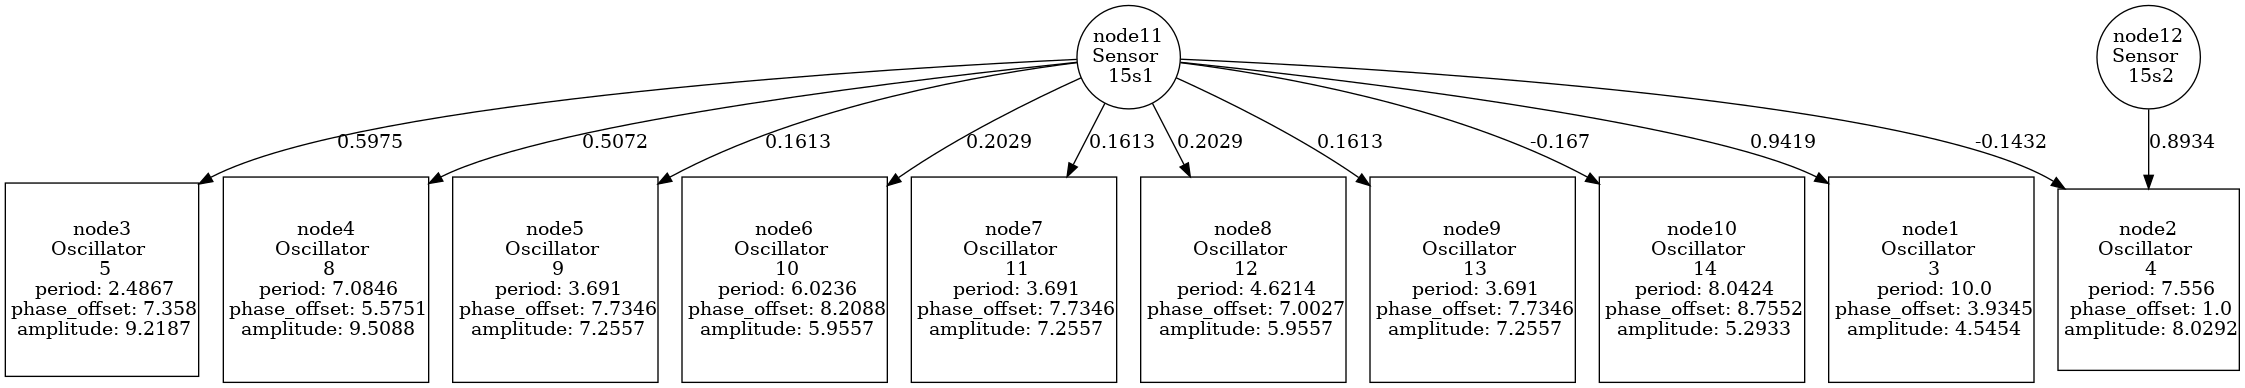 node11
Sensor
15s1
node12
Sensor
15s2
0.5975
0.5072
0.1613
0.2029
0.1613
0.2029
0.1613
-0.167
0.9419
-0.1432
0.8934
node3
Oscillator
5
period: 2.4867
phase_offset: 7.358
amplitude: 9.2187
node4
Oscillator
8
period: 7.0846
phase_offset: 5.5751
amplitude: 9.5088
node5
Oscillator
9
period: 3.691
phase_offset: 7.7346
amplitude: 7.2557
node6
Oscillator
10
period: 6.0236
phase_offset: 8.2088
amplitude: 5.9557
node7
Oscillator
11
period: 3.691
phase_offset: 7.7346
amplitude: 7.2557
node8
Oscillator
12
period: 4.6214
phase_offset: 7.0027
amplitude: 5.9557
node9
Oscillator
13
period: 3.691
phase_offset: 7.7346
amplitude: 7.2557
node10
Oscillator
14
period: 8.0424
phase_offset: 8.7552
amplitude: 5.2933
node1
Oscillator
3
period: 10.0
phase_offset: 3.9345
amplitude: 4.5454
node2
Oscillator
4
period: 7.556
phase_offset: 1.0
amplitude: 8.0292